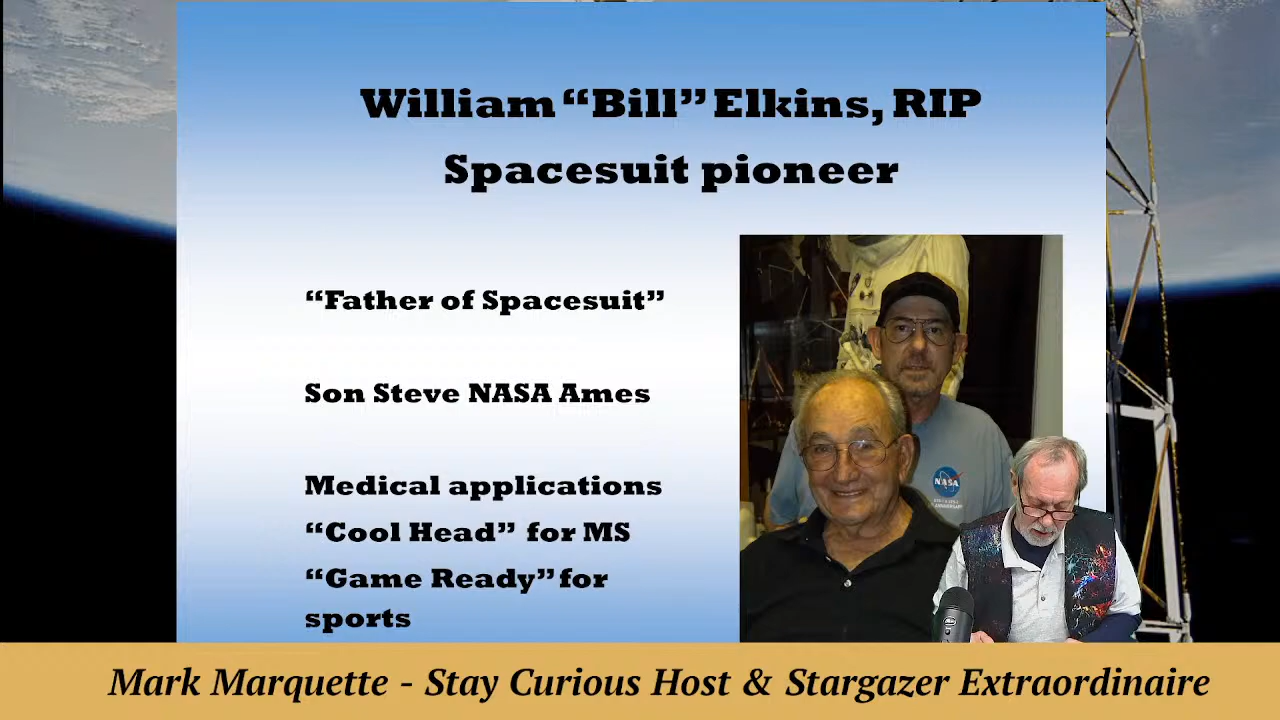 William “Bill” Elkins, RIP
Spacesuit pioneer
“Father of Spacesuit”
Son Steve NASA Ames
Medical applications
“Cool Head” for MS
“Game Ready” for
sports
NASA
Mark Marquette - Stay Curious Host & Stargazer Extraordinaire